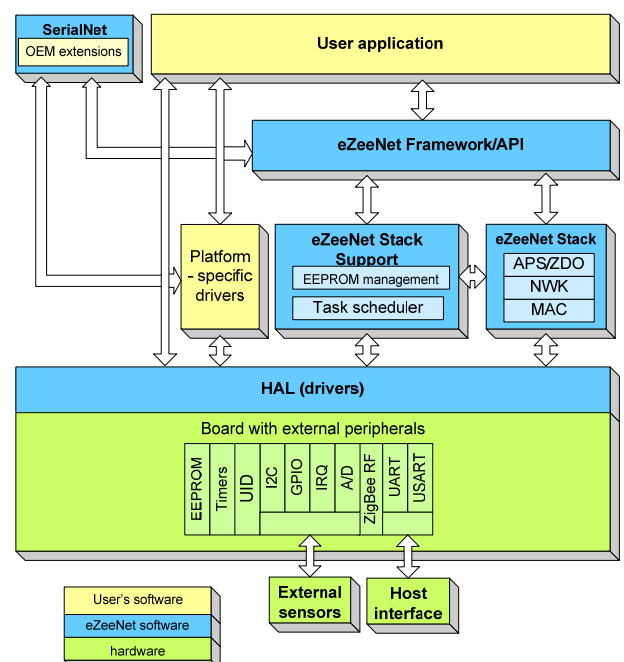 SerialNet
OEM extensions
User application
eZeeNet Framework/API
Platform
- specific
drivers
eZeeNet Stack
Support
EEPROM management
Task scheduler
eZeeNet Stack
APS/ZDO
NWK
MAC
HAL (drivers)
Board with external peripherals
EEPROM
Timers
UID
I2C
GPIO
IRQ
A/D
ZigBee RF
UART
USART
External
sensors
Host
interface
User's software
eZeeNet software
hardware